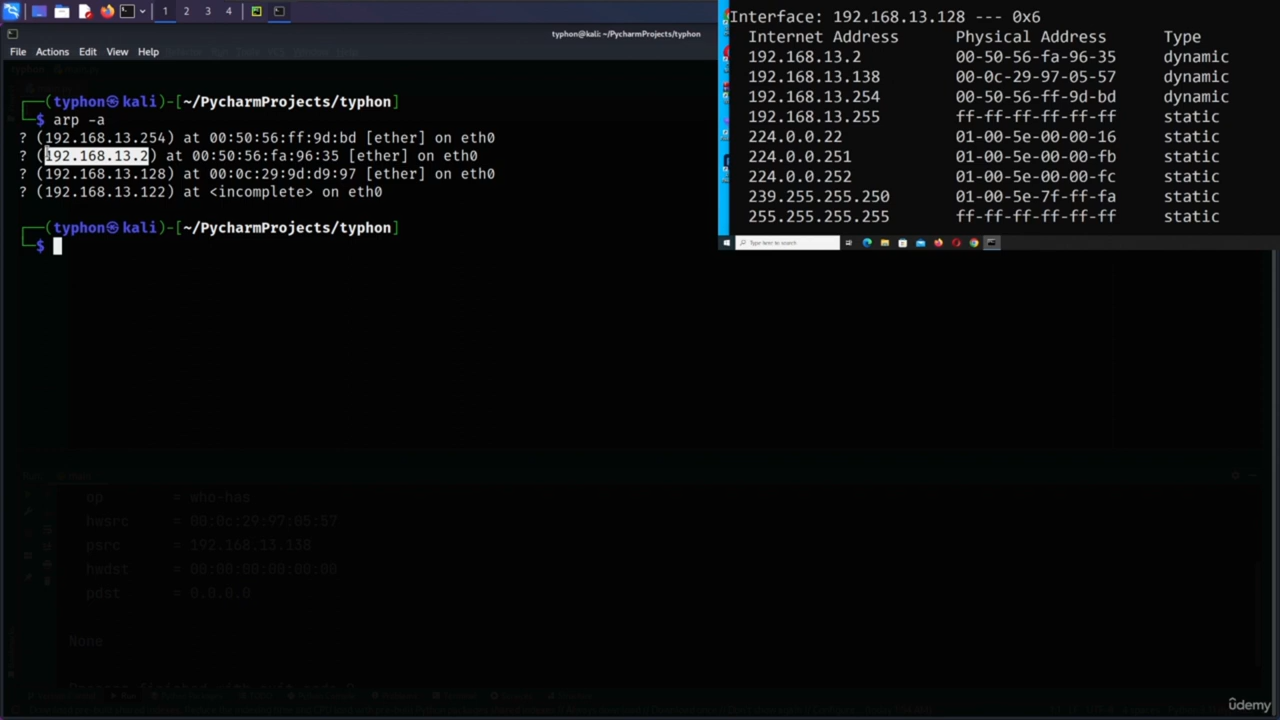 typhon@kali: ~/PycharmProjects/typhon
File Actions Edit View Help
(typhon㉿kali)-[~/PycharmProjects/typhon]
$ arp -a
? (192.168.13.254) at 00:50:56:ff:9d:bd [ether] on eth0
? (192.168.13.2) at 00:50:56:fa:96:35 [ether] on eth0
? (192.168.13.128) at 00:0c:29:9d:d9:97 [ether] on eth0
? (192.168.13.122) at <incomplete> on eth0
(typhon㉿kali)-[~/PycharmProjects/typhon]
$
1 2 3 4
Interface: 192.168.13.128 --- 0x6
Internet Address Physical Address Type
192.168.13.2 00-50-56-fa-96-35 dynamic
192.168.13.138 00-0c-29-97-05-57 dynamic
192.168.13.254 00-50-56-ff-9d-bd dynamic
192.168.13.255 ff-ff-ff-ff-ff-ff static
224.0.0.22 01-00-5e-00-00-16 static
224.0.0.251 01-00-5e-00-00-fb static
224.0.0.252 01-00-5e-00-00-fc static
239.255.255.250 01-00-5e-7f-ff-fa static
255.255.255.255 ff-ff-ff-ff-ff-ff static
Type here to search
op = who-has
hwsrc = 00:0c:29:97:05:57
psrc = 192.168.13.138
hwdst = 00:00:00:00:00:00
pdst = 0.0.0.0
None
udemy